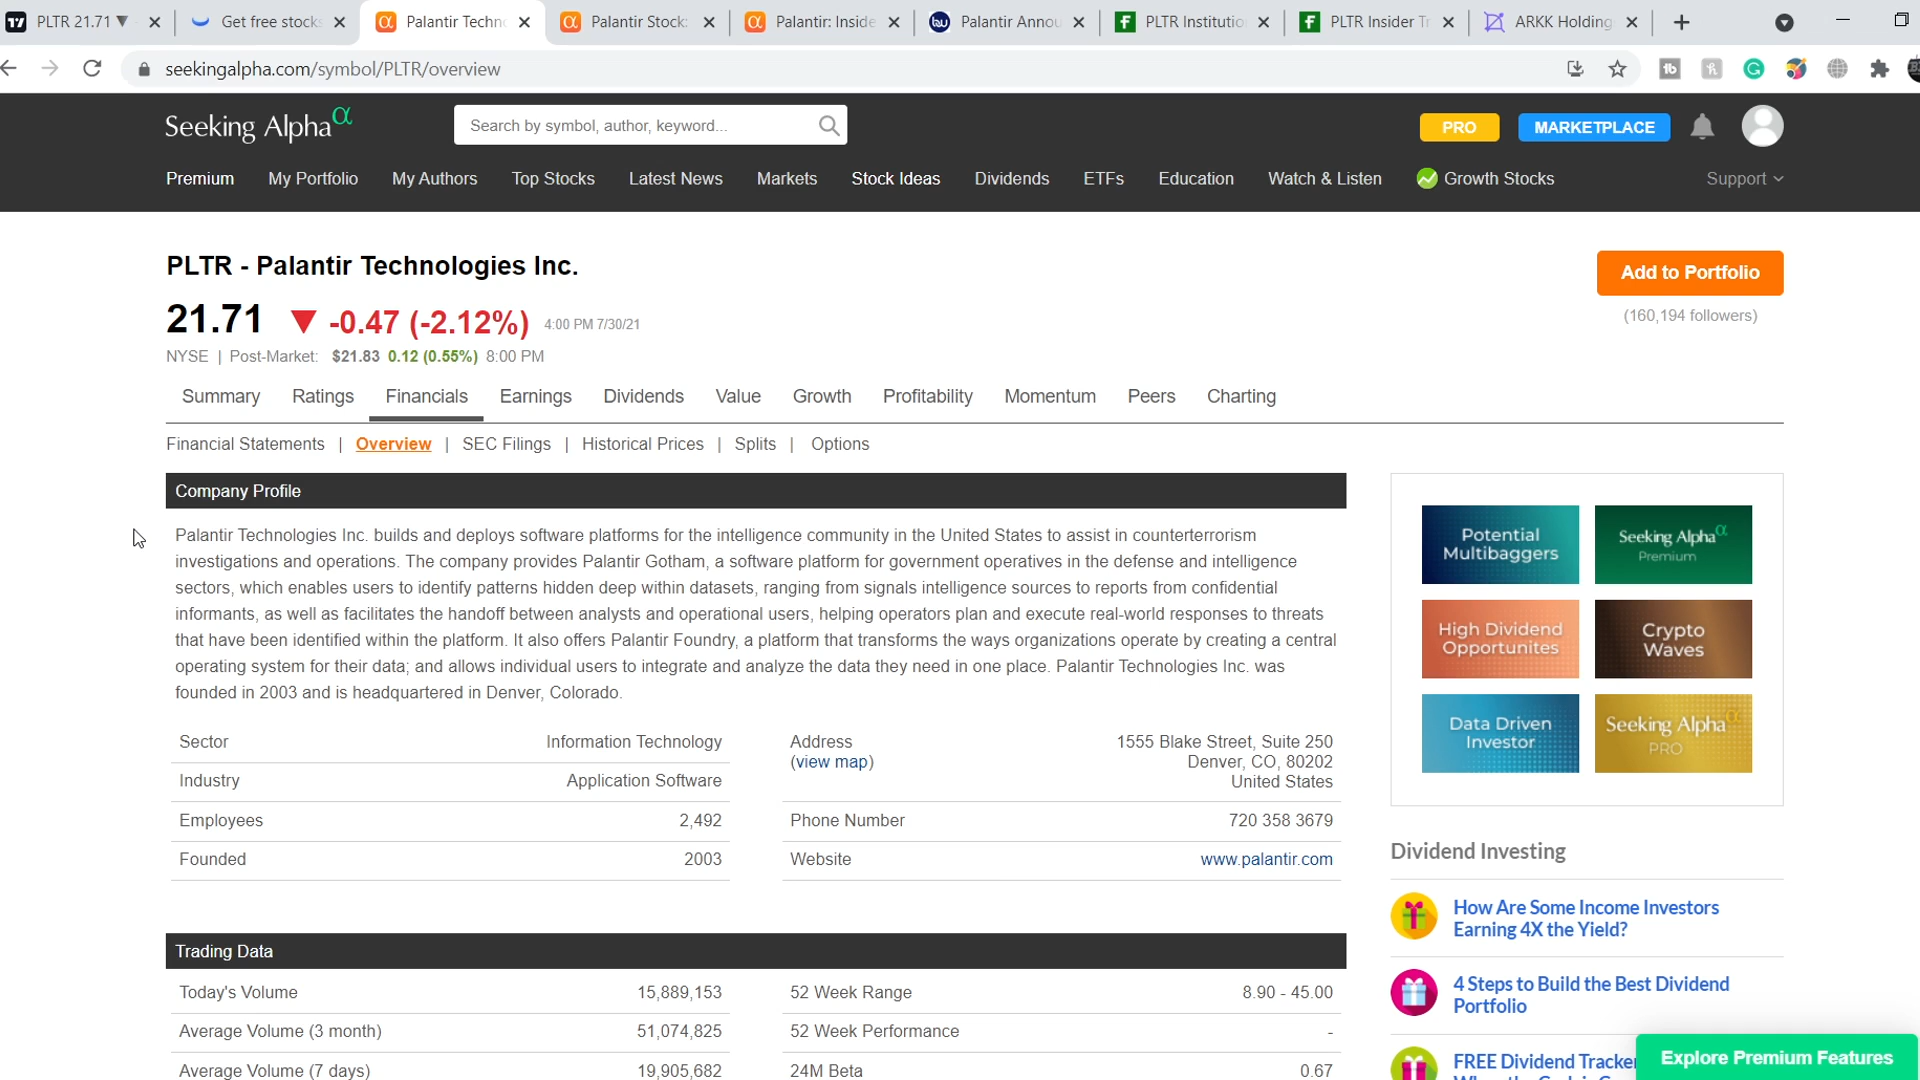 PLTR 21.71 ▼
Get free stocks
Palantir Techn
Palantir Stock:
Palantir: Inside
Palantir Annou
PLTR Institutio
PLTR Insider T
ARKK Holding
seekingalpha.com/symbol/PLTR/overview
Seeking Alpha α
Search by symbol, author, keyword...
PRO
MARKETPLACE
Premium My Portfolio My Authors Top Stocks Latest News Markets Stock Ideas Dividends ETFs Education Watch & Listen Growth Stocks Support
PLTR - Palantir Technologies Inc.
Add to Portfolio
21.71 ▼ -0.47 (-2.12%) 4:00 PM 7/30/21
(160,194 followers)
NYSE | Post-Market: $21.83 0.12 (0.55%) 8:00 PM
Summary Ratings Financials Earnings Dividends Value Growth Profitability Momentum Peers Charting
Financial Statements | Overview | SEC Filings | Historical Prices | Splits | Options
Company Profile
Palantir Technologies Inc. builds and deploys software platforms for the intelligence community in the United States to assist in counterterrorism
investigations and operations. The company provides Palantir Gotham, a software platform for government operatives in the defense and intelligence
sectors, which enables users to identify patterns hidden deep within datasets, ranging from signals intelligence sources to reports from confidential
informants, as well as facilitates the handoff between analysts and operational users, helping operators plan and execute real-world responses to threats
that have been identified within the platform. It also offers Palantir Foundry, a platform that transforms the ways organizations operate by creating a central
operating system for their data; and allows individual users to integrate and analyze the data they need in one place. Palantir Technologies Inc. was
founded in 2003 and is headquartered in Denver, Colorado.
Sector Information Technology
Industry Application Software
Employees 2,492
Founded 2003
Address 1555 Blake Street, Suite 250
(view map) Denver, CO, 80202
United States
Phone Number 720 358 3679
Website www.palantir.com
Trading Data
Today's Volume 15,889,153
Average Volume (3 month) 51,074,825
Average Volume (7 days) 19,905,682
52 Week Range 8.90 - 45.00
52 Week Performance -
24M Beta 0.67
Potential
Multibaggers
Seeking Alpha α
Premium
High Dividend
Opportunites
Crypto
Waves
Data Driven
Investor
Seeking Alpha α
PRO
Dividend Investing
How Are Some Income Investors
Earning 4X the Yield?
4 Steps to Build the Best Dividend
Portfolio
FREE Dividend Tracker
Explore Premium Features